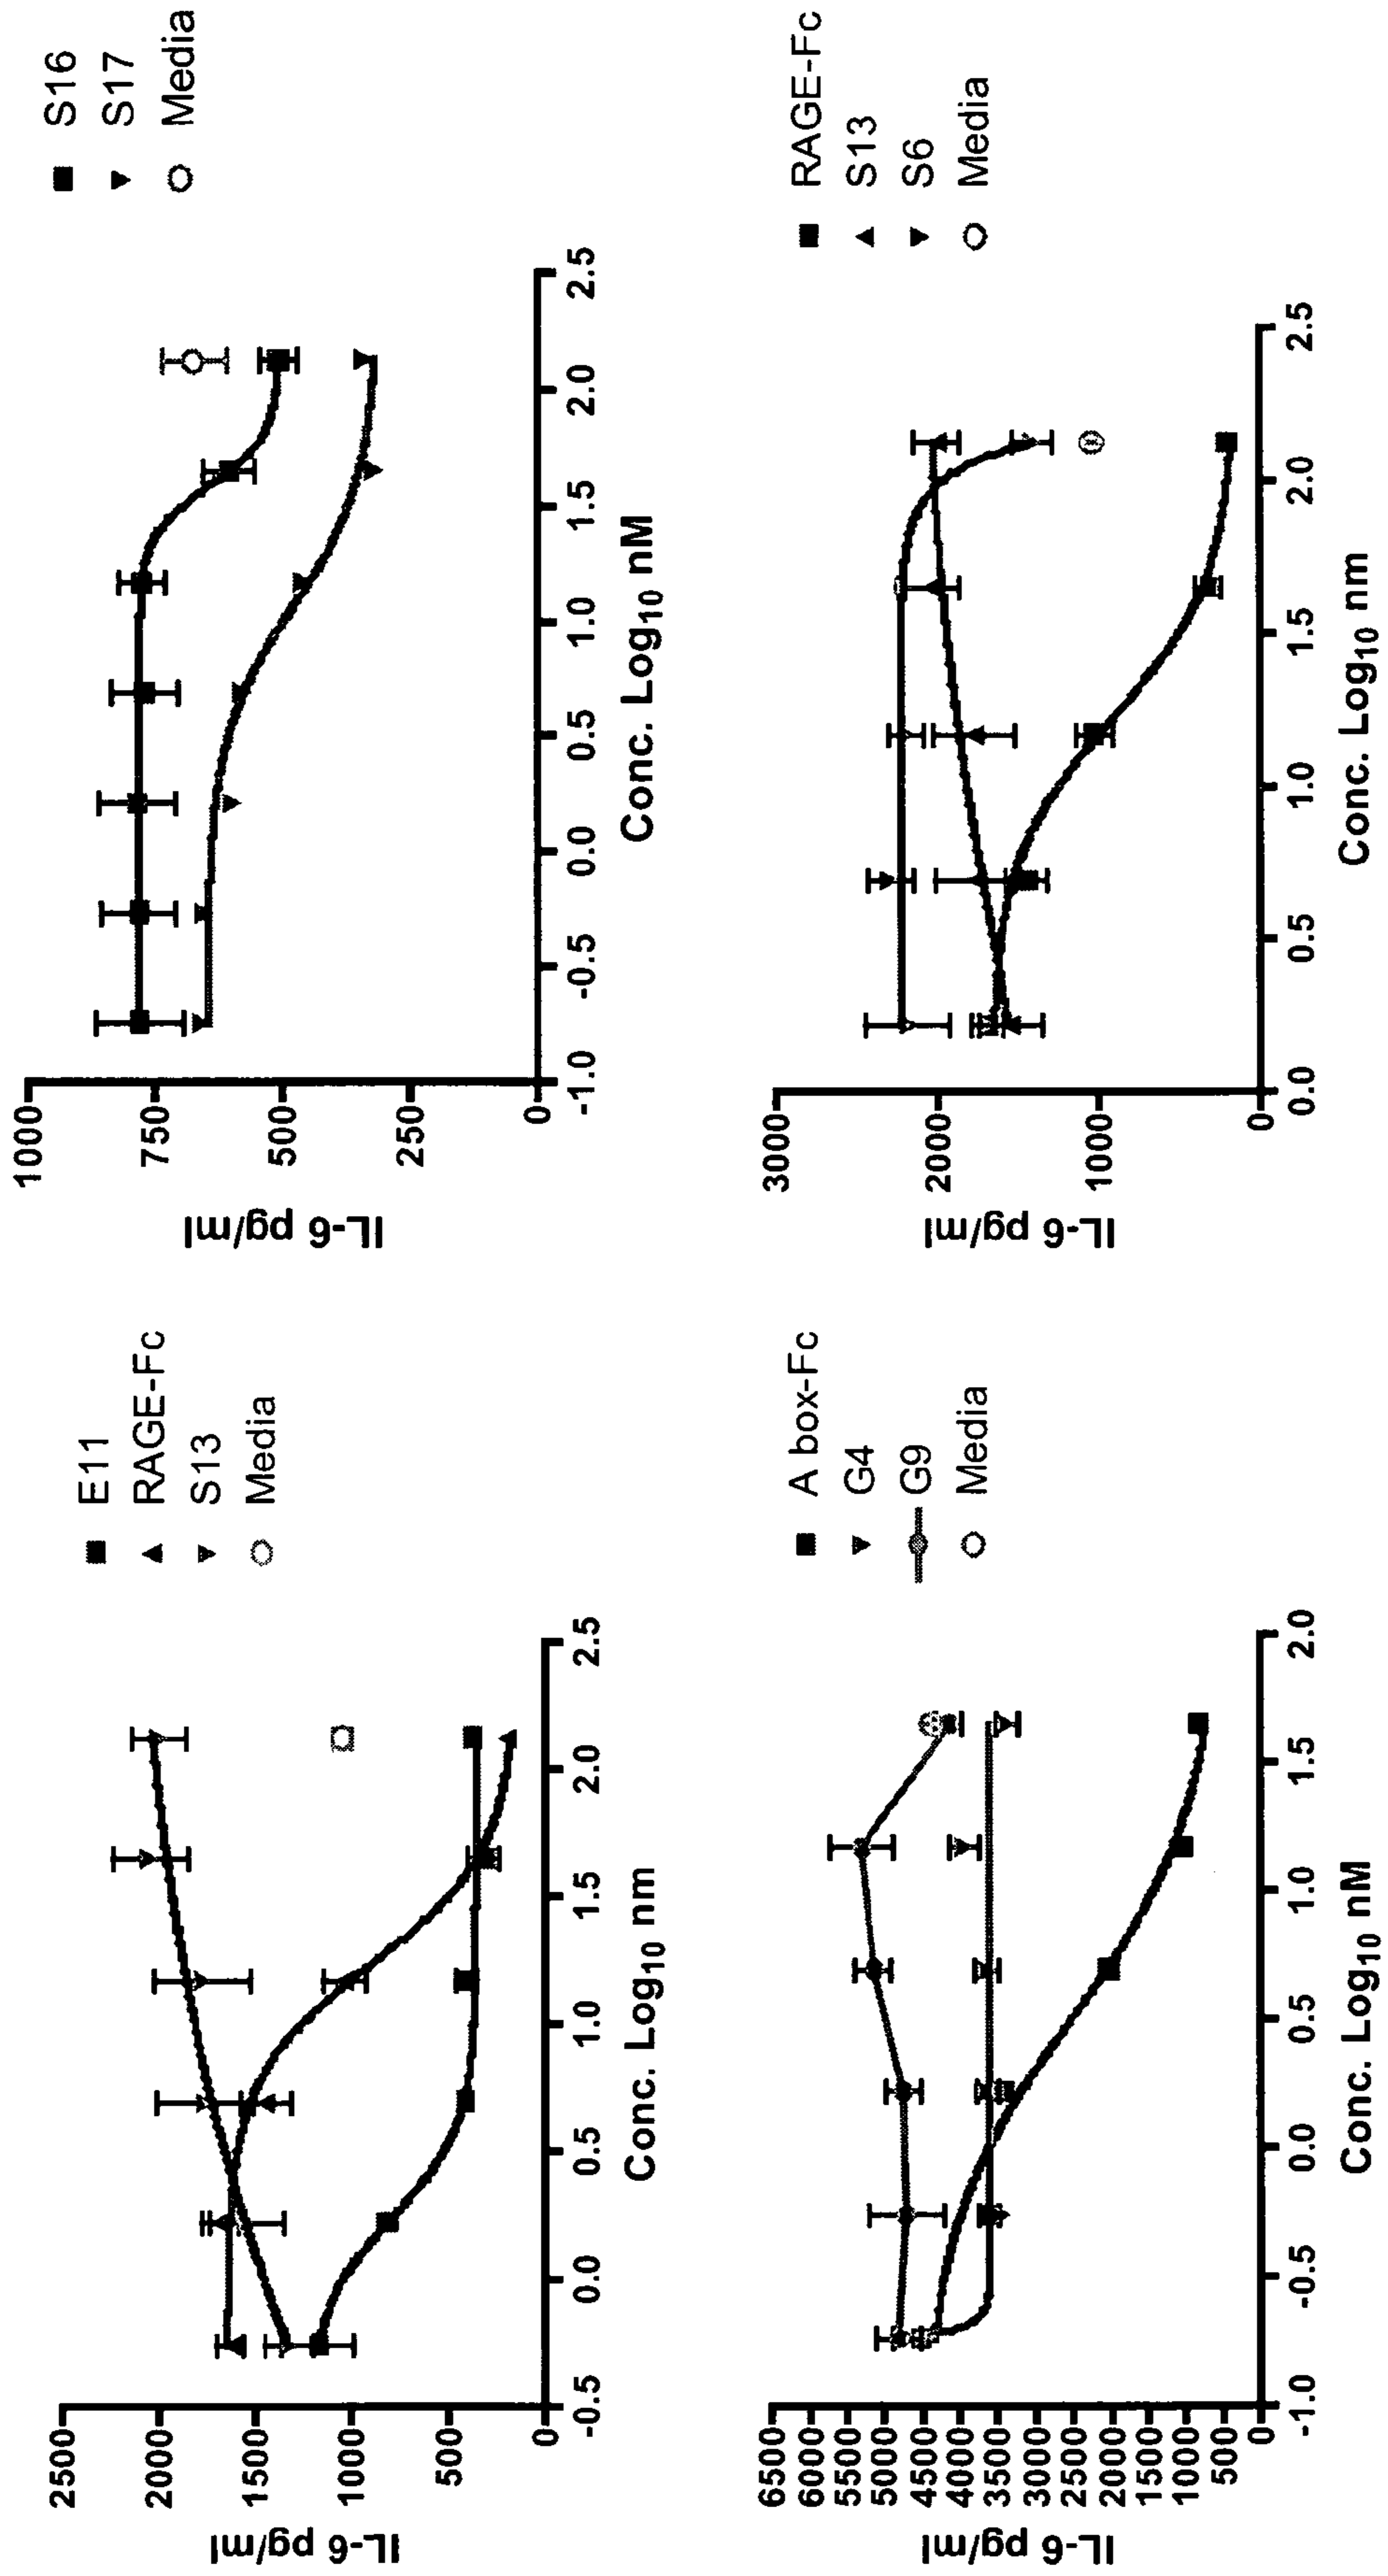 IL-6 pg/ml
2500
2000
1500
1000
500
0
-0.5 0.0 0.5 1.0 1.5 2.0 2.5
Conc. Log10 nm
E11
RAGE-Fc
S13
Media
IL-6 pg/ml
1000
750
500
250
0
-1.0 -0.5 0.0 0.5 1.0 1.5 2.0 2.5
Conc. Log10 nM
S16
S17
Media
IL-6 pg/ml
6500
6000
5500
5000
4500
4000
3500
3000
2500
2000
1500
1000
500
0
-1.0 -0.5 0.0 0.5 1.0 1.5 2.0
Conc. Log10 nM
A box-Fc
G4
G9
Media
IL-6 pg/ml
3000
2000
1000
0
0.0 0.5 1.0 1.5 2.0 2.5
Conc. Log10 nm
RAGE-Fc
S13
S6
Media